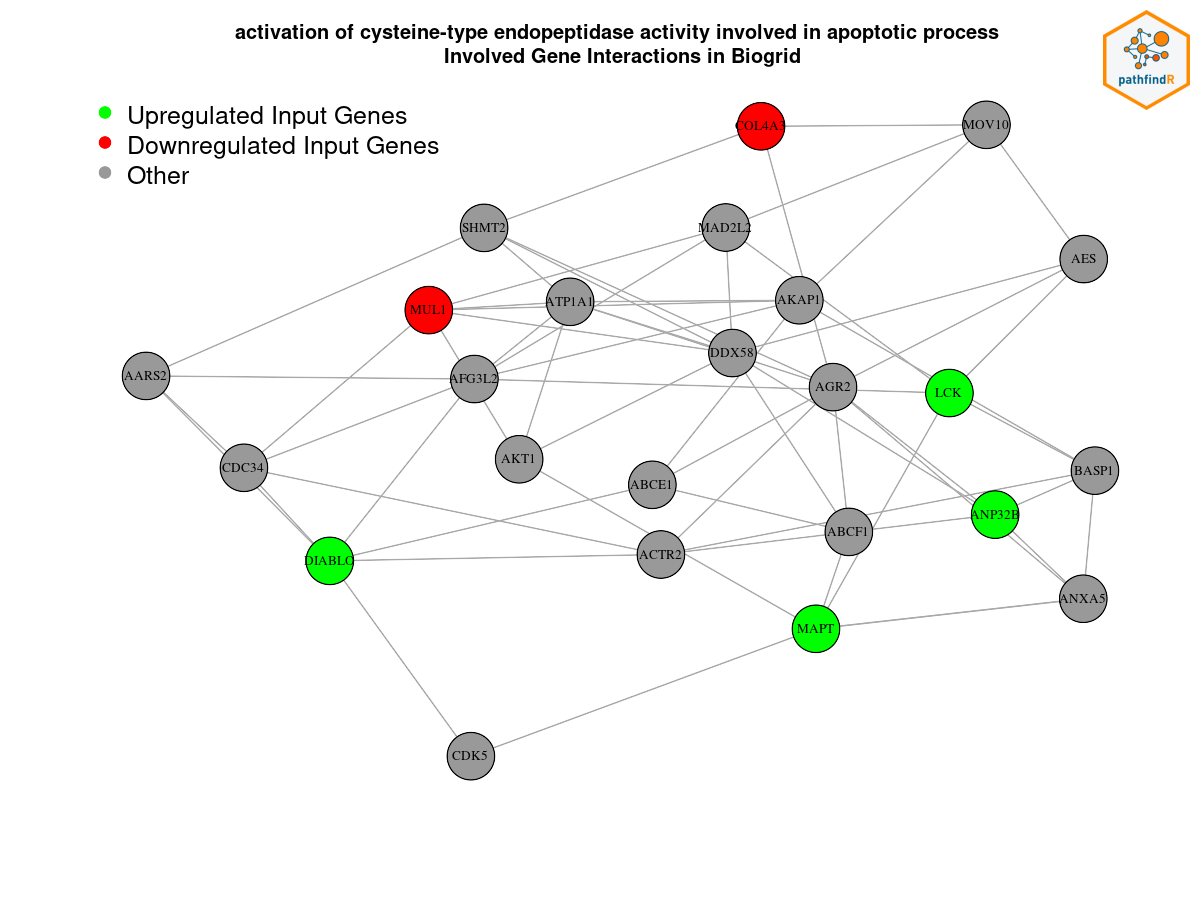 activation of cysteine-type endopeptidase activity involved in apoptotic process
Involved Gene Interactions in Biogrid
pathfindR
Upregulated Input Genes
Downregulated Input Genes
Other
COL4A3
MOV10
SHMT2
MAD2L2
AES
MUL1
ATP1A1
AKAP1
DDX58
AARS2
AFG3L2
AGR2
LCK
CDC34
AKT1
ABCE1
BASP1
ANP32B
DIABLO
ACTR2
ABCF1
MAPT
ANXA5
CDK5